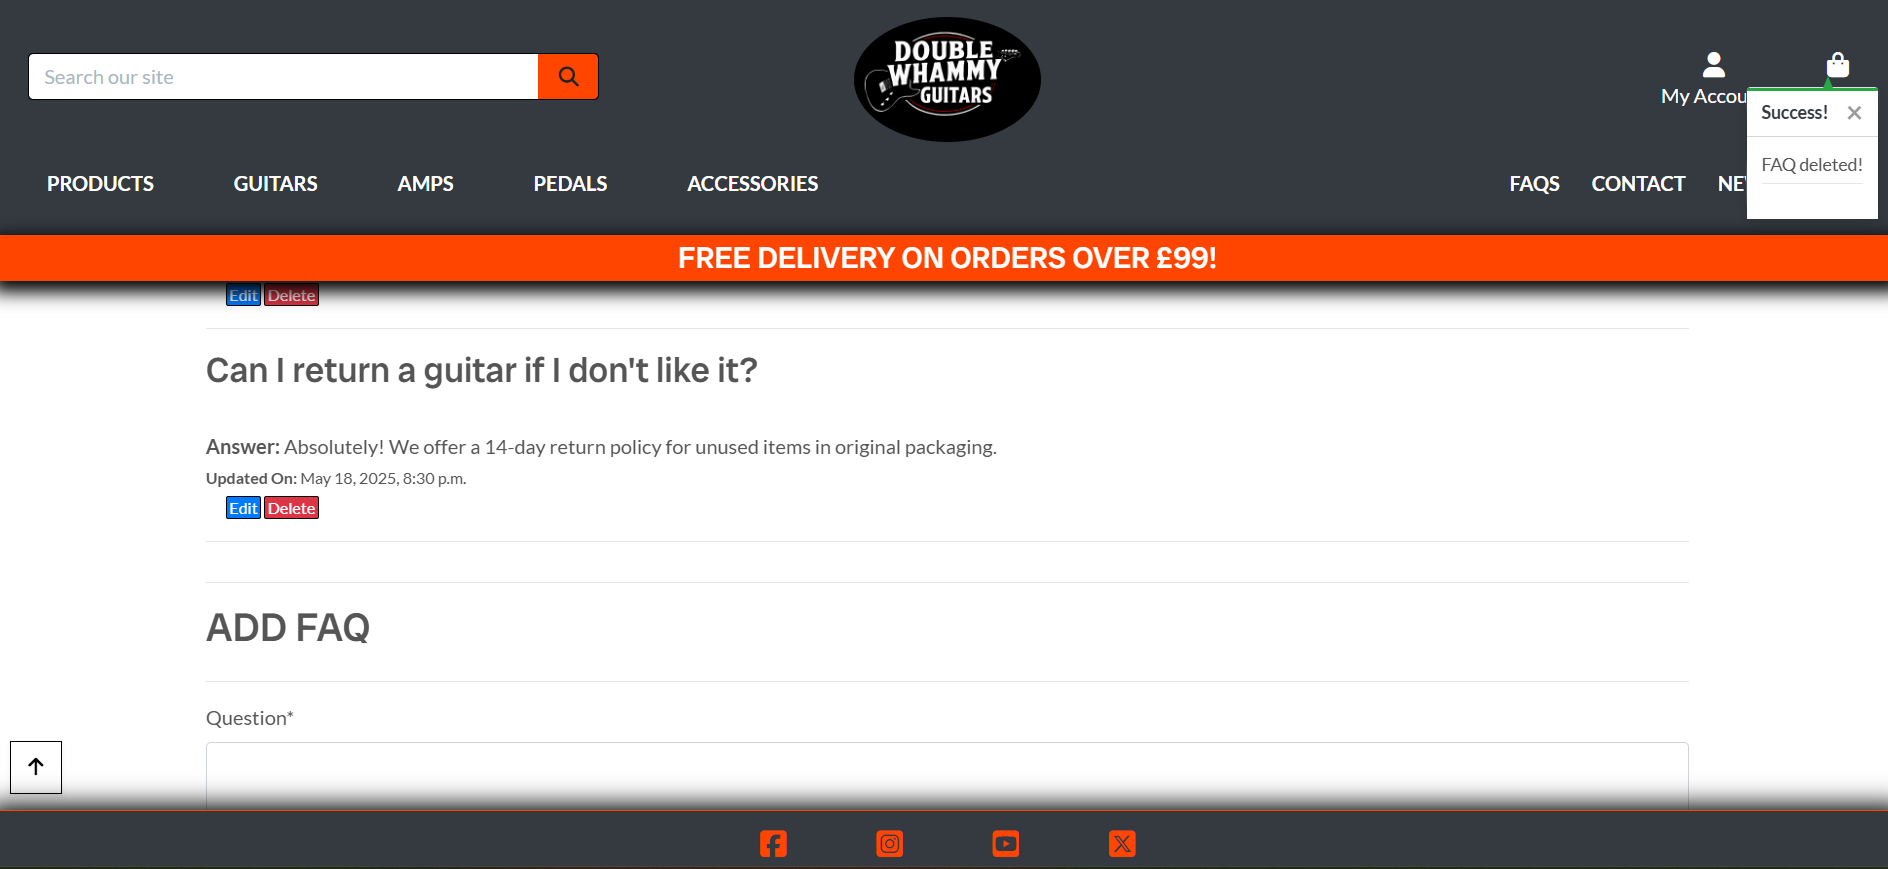 Search our site
DOUBLE
WHAMMY
GUITARS
My Accou
Success! ×
FAQ deleted!
PRODUCTS GUITARS AMPS PEDALS ACCESSORIES FAQS CONTACT NE
FREE DELIVERY ON ORDERS OVER £99!
Edit Delete
Can I return a guitar if I don't like it?
Answer: Absolutely! We offer a 14-day return policy for unused items in original packaging.
Updated On: May 18, 2025, 8:30 p.m.
Edit Delete
ADD FAQ
Question*